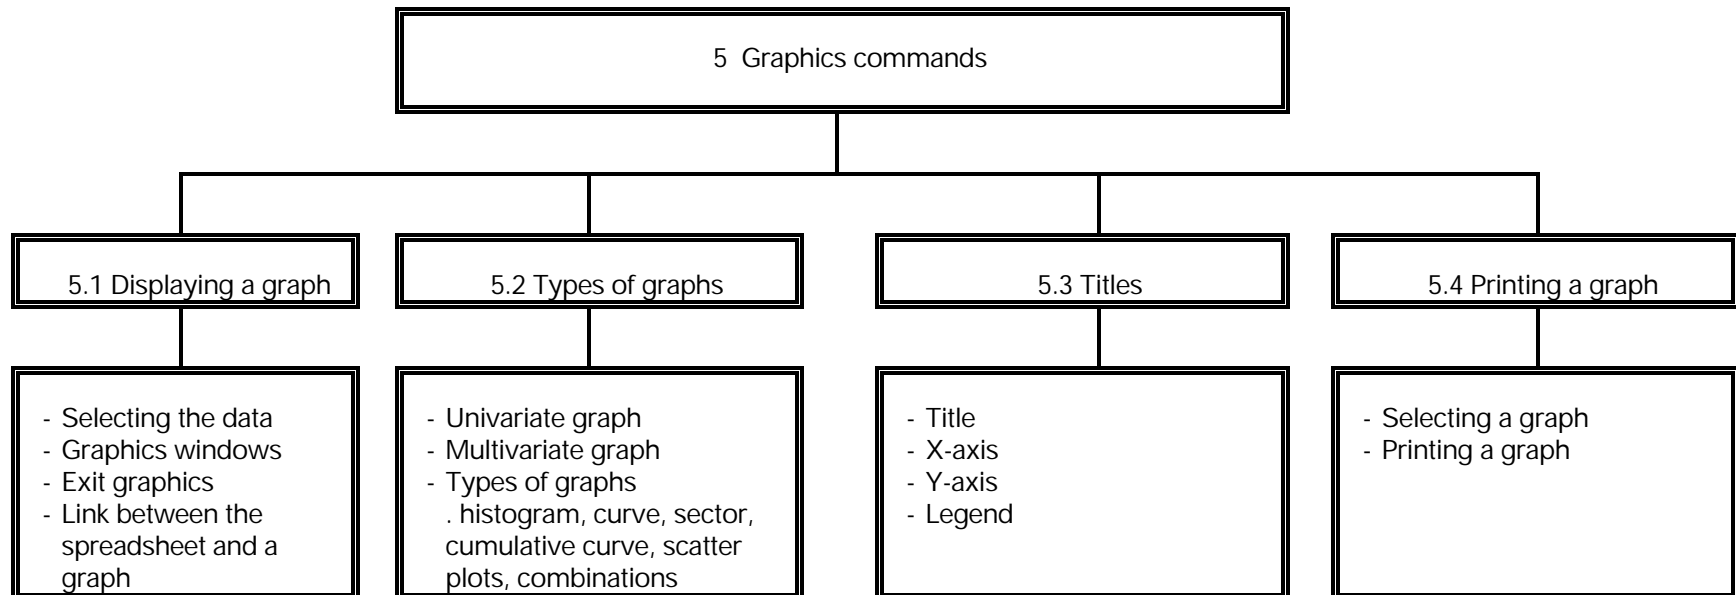 5 Graphics commands
5.1 Displaying a graph
5.2 Types of graphs
5.3 Titles
5.4 Printing a graph
- Selecting the data
- Graphics windows
- Exit graphics
- Link between the
spreadsheet and a
graph
- Univariate graph
- Multivariate graph
- Types of graphs
. histogram, curve, sector,
cumulative curve, scatter
plots, combinations
- Title
- X-axis
- Y-axis
- Legend
- Selecting a graph
- Printing a graph